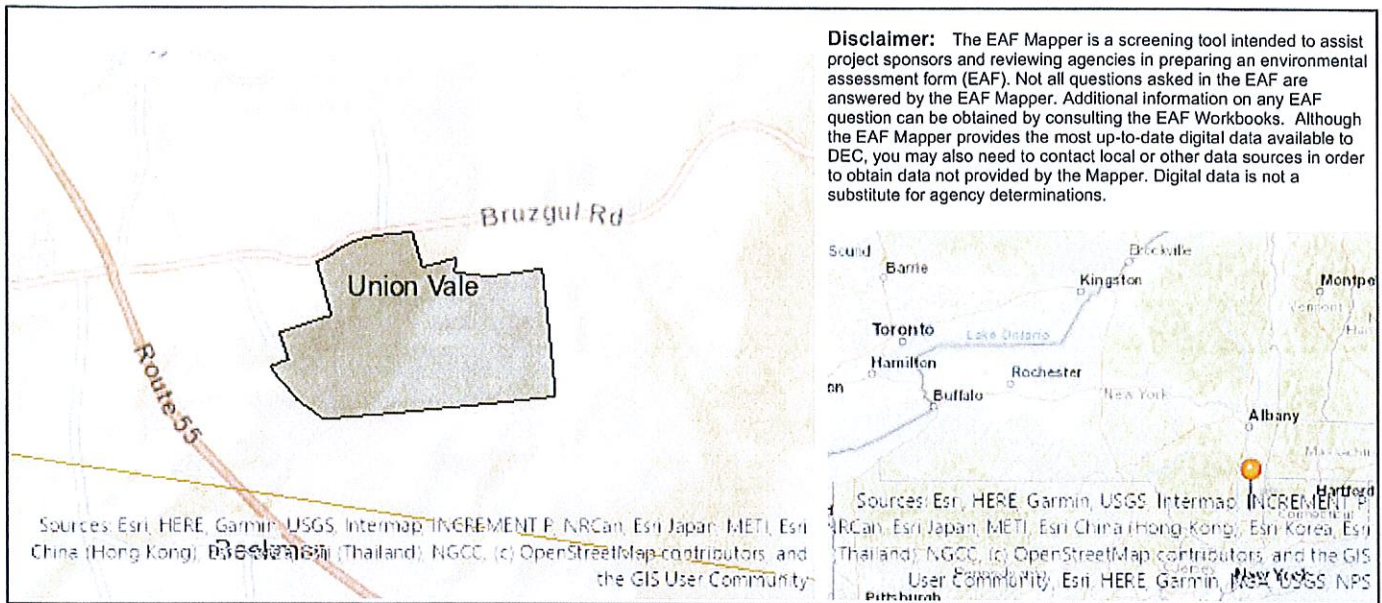 Disclaimer: The EAF Mapper is a screening tool intended to assist
project sponsors and reviewing agencies in preparing an environmental
assessment form (EAF). Not all questions asked in the EAF are
answered by the EAF Mapper. Additional information on any EAF
question can be obtained by consulting the EAF Workbooks. Although
the EAF Mapper provides the most up-to-date digital data available to
DEC, you may also need to contact local or other data sources in order
to obtain data not provided by the Mapper. Digital data is not a
substitute for agency determinations.
Bruzgul Rd
Union Vale
Route 55
Beekman
Sources: Esri, HERE, Garmin, USGS, Intermap, INCREMENT P, NRCan, Esri Japan, METI, Esri
China (Hong Kong), (Thailand), NGCC, (c) OpenStreetMap contributors, and
the GIS User Community
Sound
Barrie
Brockville
Kingston
Montpe
Vermont
Toronto
Lake Ontario
Hamilton
Rochester
on
Buffalo
New York
Albany
Massachu
Hartford
Connecticut
Sources: Esri, HERE, Garmin, USGS, Intermap, INCREMENT P,
NRCan, Esri Japan, METI, Esri China (Hong Kong), Esri Korea, Esri
(Thailand), NGCC, (c) OpenStreetMap contributors, and the GIS
User Community, Esri, HERE, Garmin, USGS, NPS
New York
Pittsburgh